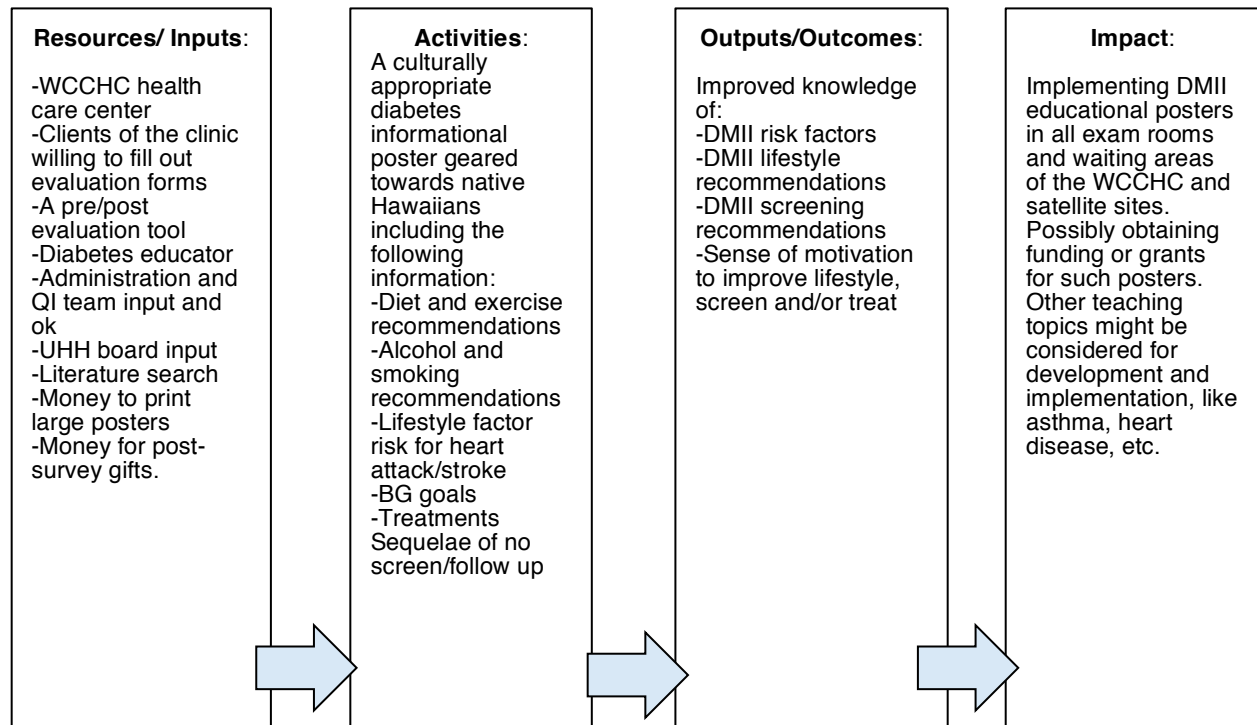 Resources/ Inputs:
-WCCHC health
care center
-Clients of the clinic
willing to fill out
evaluation forms
-A pre/post
evaluation tool
-Diabetes educator
-Administration and
QI team input and
ok
-UHH board input
-Literature search
-Money to print
large posters
-Money for post-
survey gifts.
Activities:
A culturally
appropriate
diabetes
informational
poster geared
towards native
Hawaiians
including the
following
information:
-Diet and exercise
recommendations
-Alcohol and
smoking
recommendations
-Lifestyle factor
risk for heart
attack/stroke
-BG goals
-Treatments
Sequelae of no
screen/follow up
Outputs/Outcomes:
Improved knowledge
of:
-DMII risk factors
-DMII lifestyle
recommendations
-DMII screening
recommendations
-Sense of motivation
to improve lifestyle,
screen and/or treat
Impact:
Implementing DMII
educational posters
in all exam rooms
and waiting areas
of the WCCHC and
satellite sites.
Possibly obtaining
funding or grants
for such posters.
Other teaching
topics might be
considered for
development and
implementation, like
asthma, heart
disease, etc.